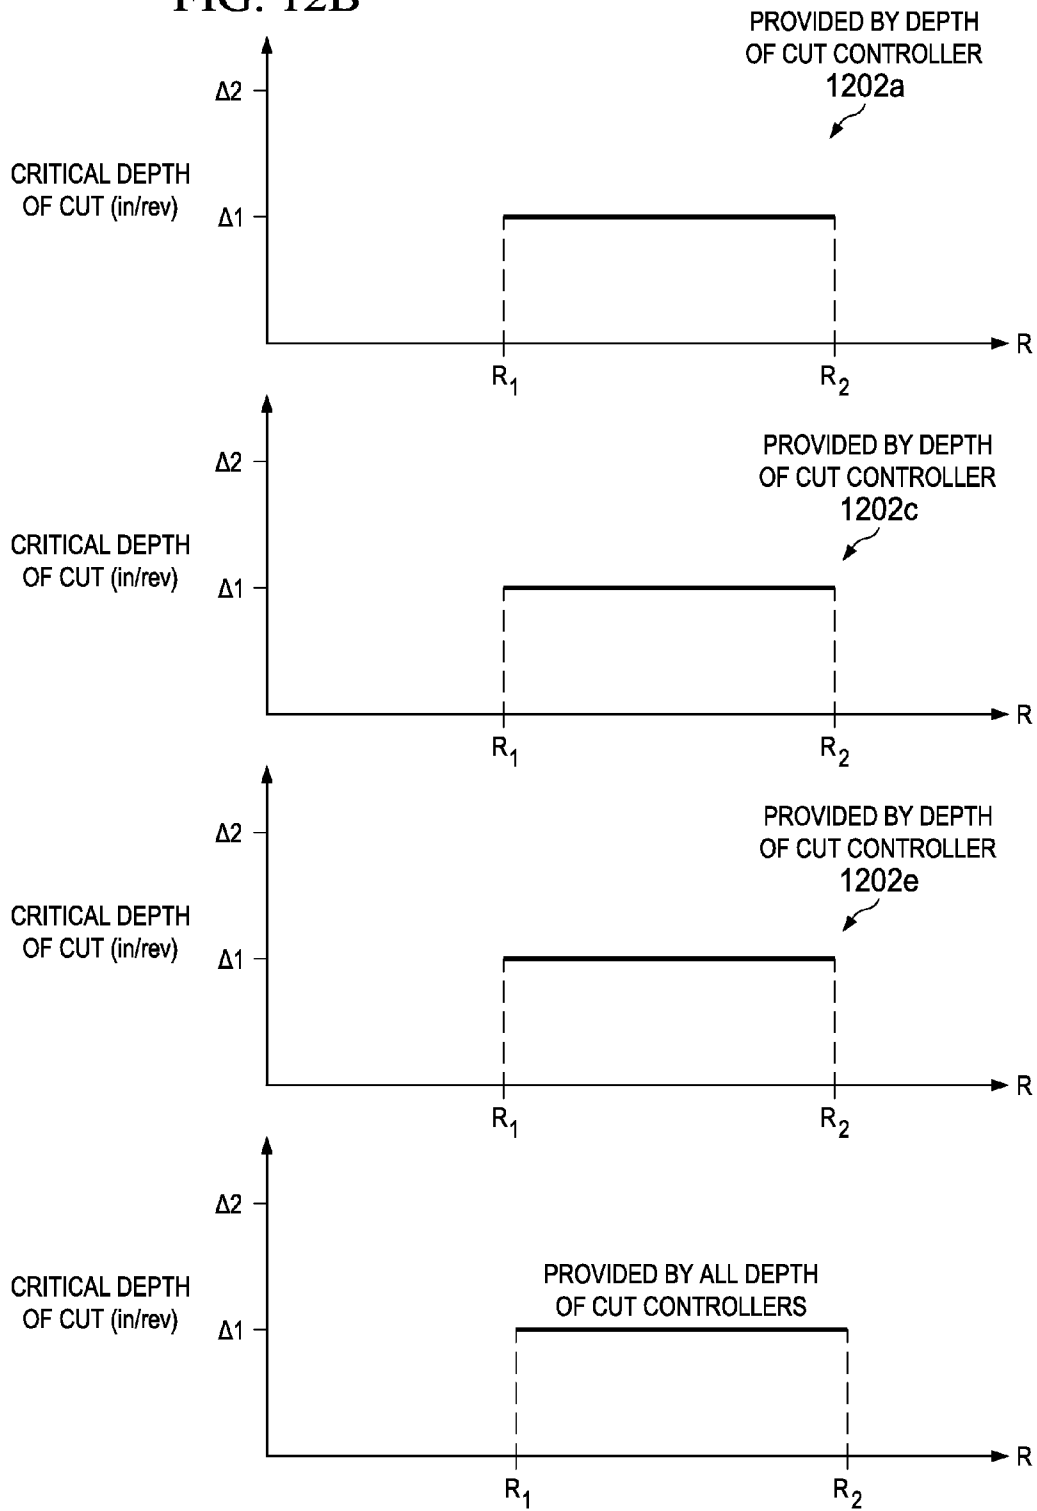 FIG. 12B
PROVIDED BY DEPTH
OF CUT CONTROLLER
1202a
Δ2
CRITICAL DEPTH
OF CUT (in/rev)
Δ1
R
R1
R2
PROVIDED BY DEPTH
OF CUT CONTROLLER
1202c
Δ2
CRITICAL DEPTH
OF CUT (in/rev)
Δ1
R
R1
R2
PROVIDED BY DEPTH
OF CUT CONTROLLER
1202e
Δ2
CRITICAL DEPTH
OF CUT (in/rev)
Δ1
R
R1
R2
Δ2
PROVIDED BY ALL DEPTH
OF CUT CONTROLLERS
CRITICAL DEPTH
OF CUT (in/rev)
Δ1
R
R1
R2